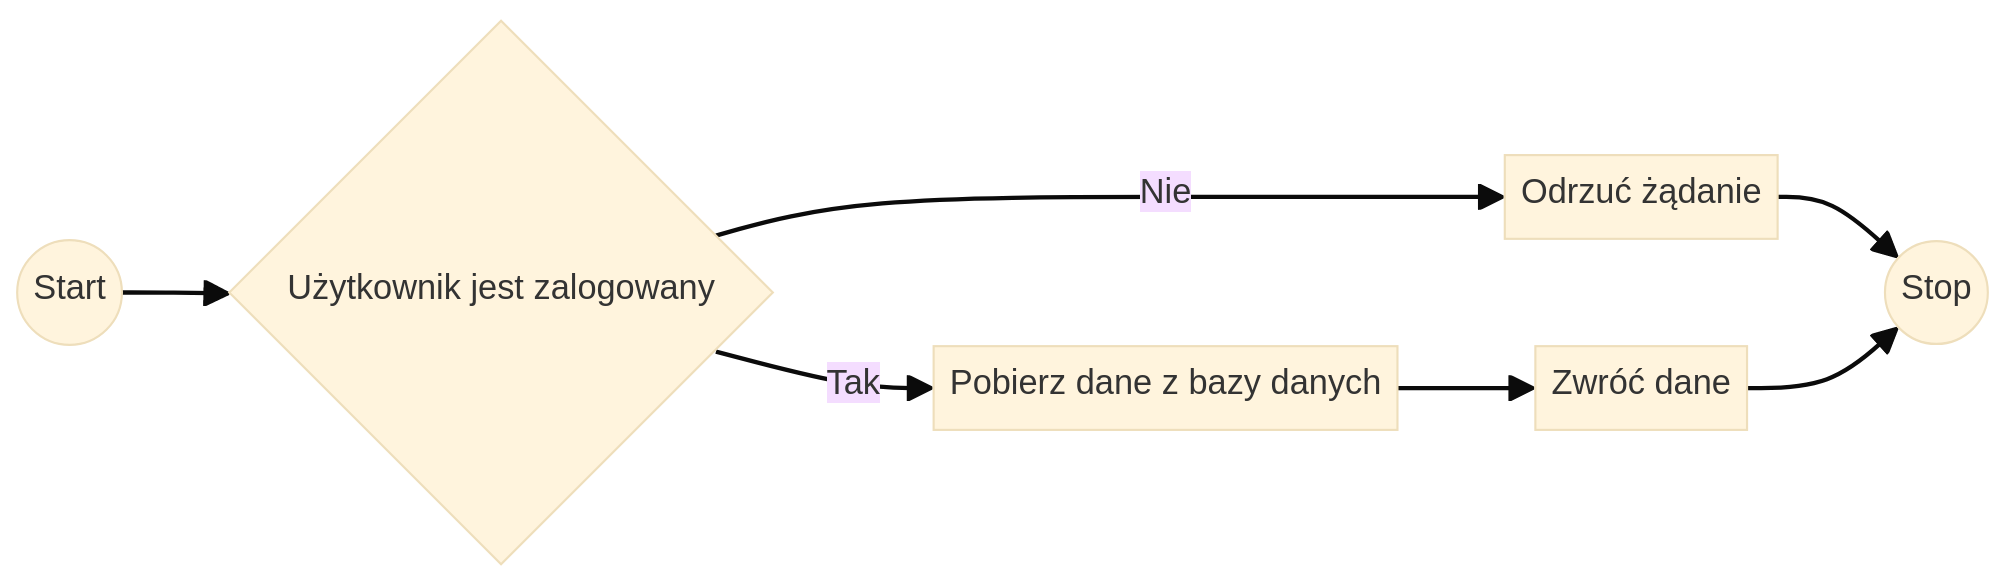 Start
Użytkownik jest zalogowany
Nie
Odrzuć żądanie
Tak
Pobierz dane z bazy danych
Zwróć dane
Stop